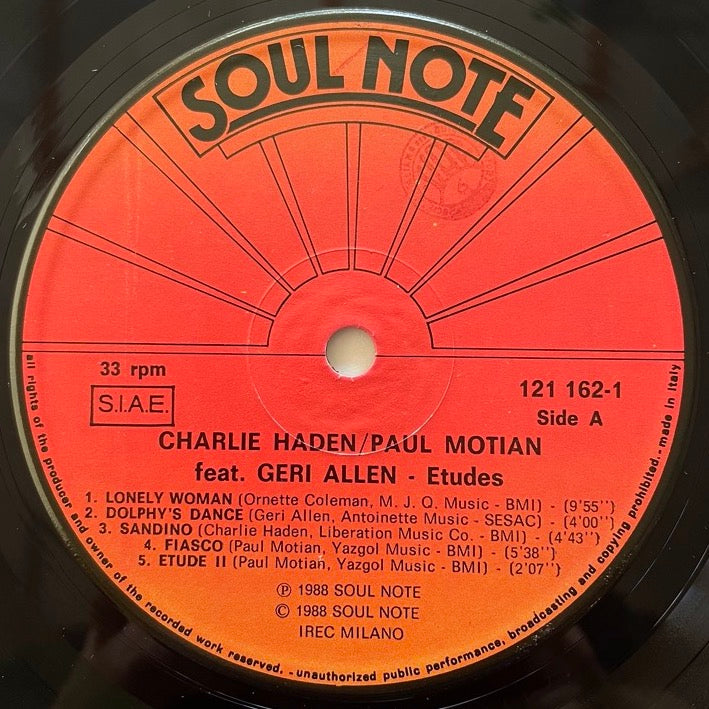 SOUL NOTE
33 rpm
S.I.A.E.
121 162-1
Side A
CHARLIE HADEN/PAUL MOTIAN
feat. GERI ALLEN - Etudes
1. LONELY WOMAN (Ornette Coleman, M. J. Q. Music - BMI) - (9'55'')
2. DOLPHY'S DANCE (Geri Allen, Antoinette Music - SESAC) - (4'00'')
3. SANDINO (Charlie Haden, Liberation Music Co. - BMI) - (4'43'')
4. FIASCO (Paul Motian, Yazgol Music - BMI) - (5'38'')
5. ETUDE II (Paul Motian, Yazgol Music - BMI) - (2'07'')
℗ 1988 SOUL NOTE
© 1988 SOUL NOTE
IREC MILANO
all rights of the producer and owner of the recorded work reserved. - unauthorized public performance, broadcasting and copying prohibited. - made in Italy